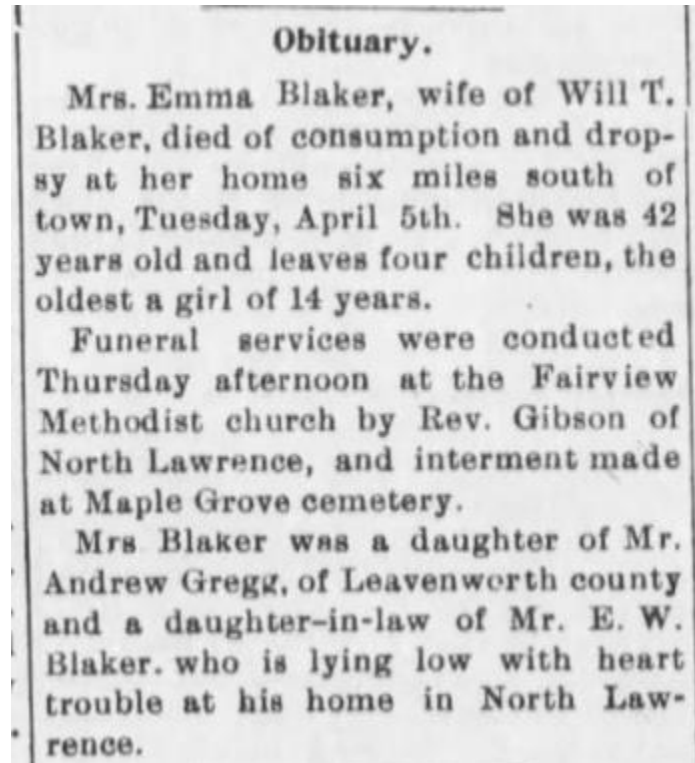 Obituary.
Mrs. Emma Blaker, wife of Will T.
Blaker, died of consumption and drop-
sy at her home six miles south of
town, Tuesday, April 5th. She was 42
years old and leaves four children, the
oldest a girl of 14 years.
Funeral services were conducted
Thursday afternoon at the Fairview
Methodist church by Rev. Gibson of
North Lawrence, and interment made
at Maple Grove cemetery.
Mrs Blaker was a daughter of Mr.
Andrew Gregg, of Leavenworth county
and a daughter-in-law of Mr. E. W.
Blaker. who is lying low with heart
trouble at his home in North Law-
rence.